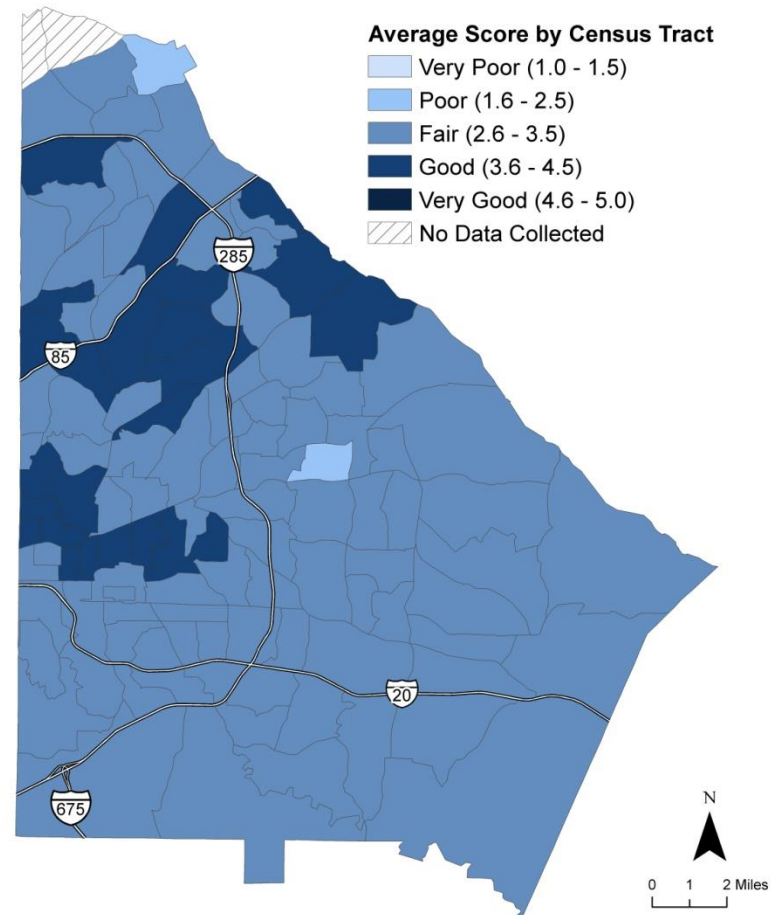 Average Score by Census Tract
Very Poor (1.0 - 1.5)
Poor (1.6 - 2.5)
Fair (2.6 - 3.5)
Good (3.6 - 4.5)
Very Good (4.6 - 5.0)
No Data Collected
285
85
20
675
N
0 1 2 Miles